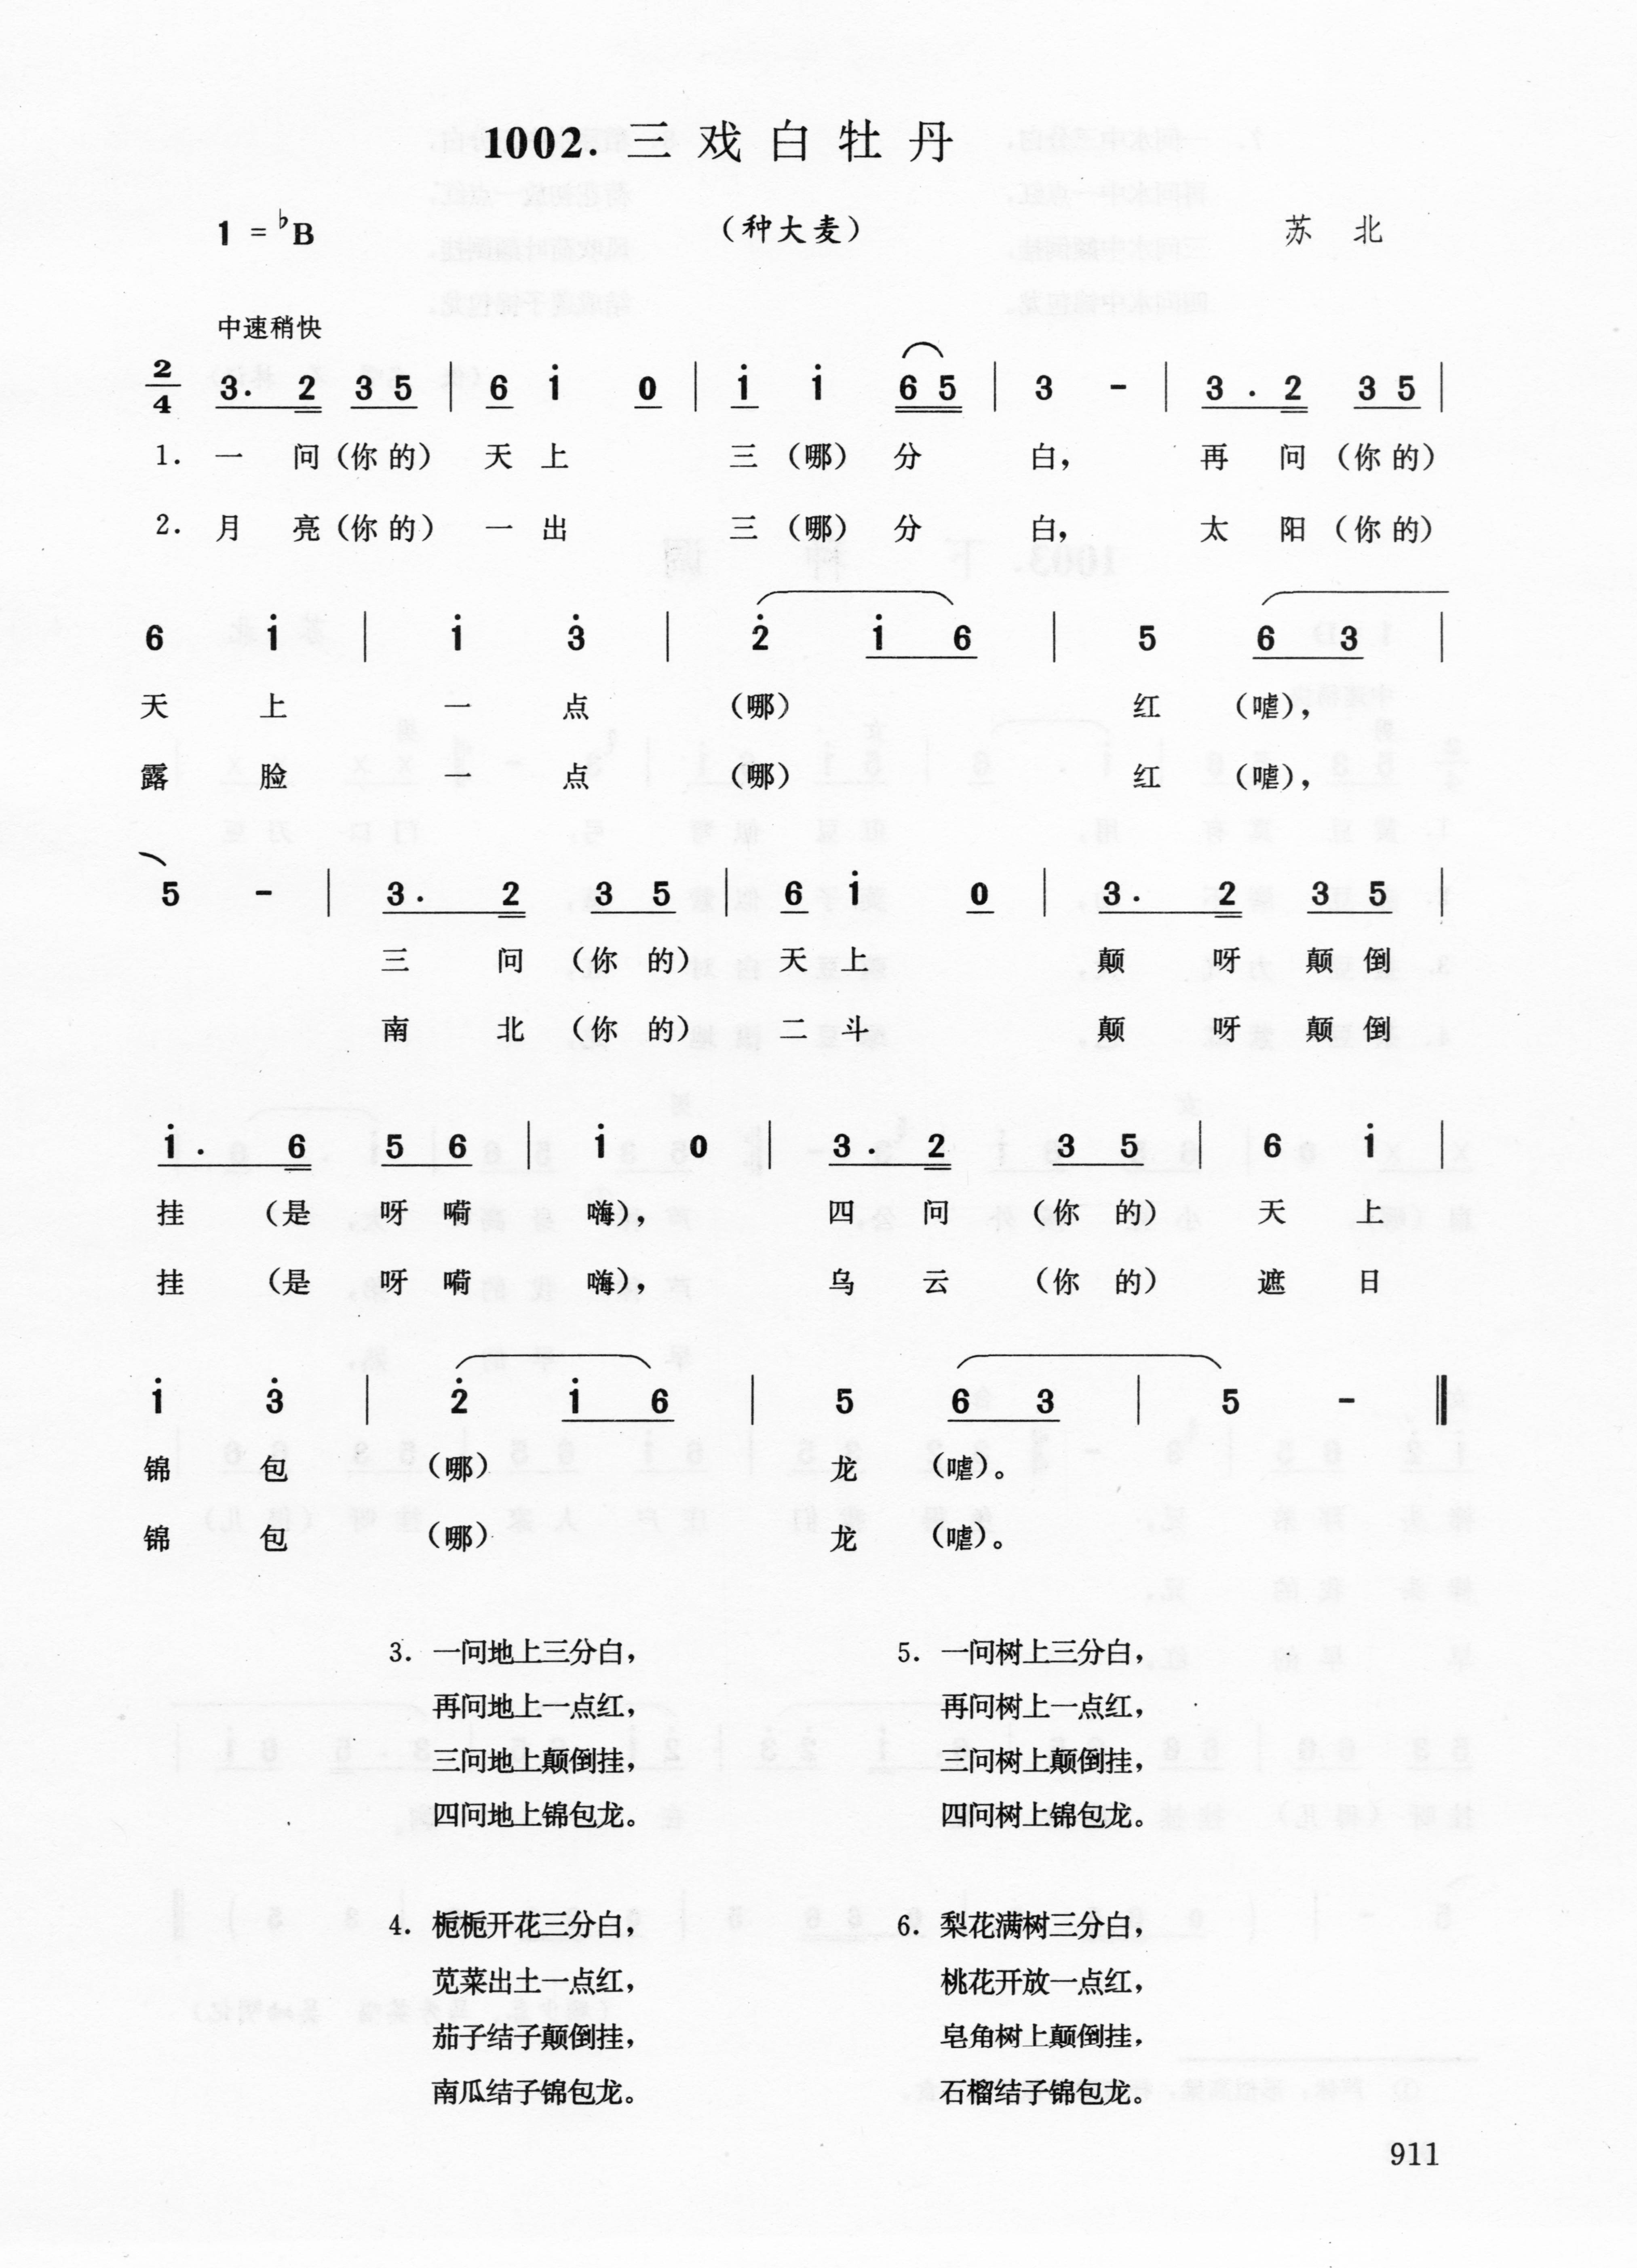 1002. 三戏白牡丹
1 = ♭B （种大麦） 苏 北
中速稍快
2/4 3. 2 3 5 | 6 i 0 | i i 6 5 | 3 - | 3 . 2 3 5 |
1. 一 问（你 的） 天 上 三 （哪） 分 白， 再 问 （你 的）
2. 月 亮（你 的） 一 出 三 （哪） 分 白， 太 阳 （你 的）
6 i | i 3̇ | 2̇ i 6 | 5 6 3 |
天 上 一 点 （哪） 红 （嘘），
露 脸 一 点 （哪） 红 （嘘），
5 - | 3. 2 3 5 | 6 i 0 | 3. 2 3 5 |
三 问 （你 的） 天 上 颠 呀 颠 倒
南 北 （你 的） 二 斗 颠 呀 颠 倒
i . 6 5 6 | i 0 | 3. 2 3 5 | 6 i |
挂 （是 呀 嗬 嗨）， 四 问 （你 的） 天 上
挂 （是 呀 嗬 嗨）， 乌 云 （你 的） 遮 日
i 3̇ | 2̇ i 6 | 5 6 3 | 5 - ‖
锦 包 （哪） 龙 （嘘）。
锦 包 （哪） 龙 （嘘）。
3. 一问地上三分白，
再问地上一点红，
三问地上颠倒挂，
四问地上锦包龙。
4. 栀栀开花三分白，
苋菜出土一点红，
茄子结子颠倒挂，
南瓜结子锦包龙。
5. 一问树上三分白，
再问树上一点红，
三问树上颠倒挂，
四问树上锦包龙。
6. 梨花满树三分白，
桃花开放一点红，
皂角树上颠倒挂，
石榴结子锦包龙。
911